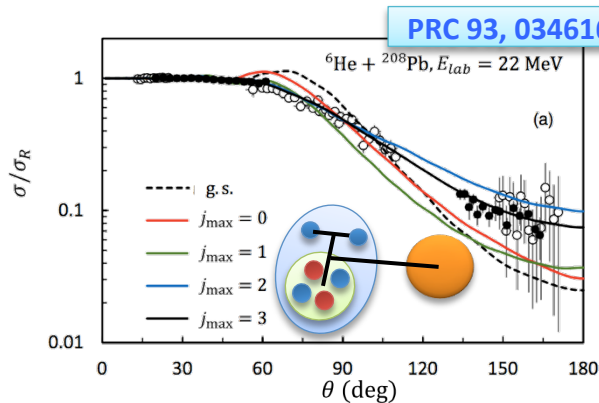 PRC 93, 034616
⁶He + ²⁰⁸Pb, E_lab = 22 MeV
(a)
σ/σ_R
1
0.1
0.01
g.s.
j_max = 0
j_max = 1
j_max = 2
j_max = 3
0 30 60 90 120 150 180
θ (deg)